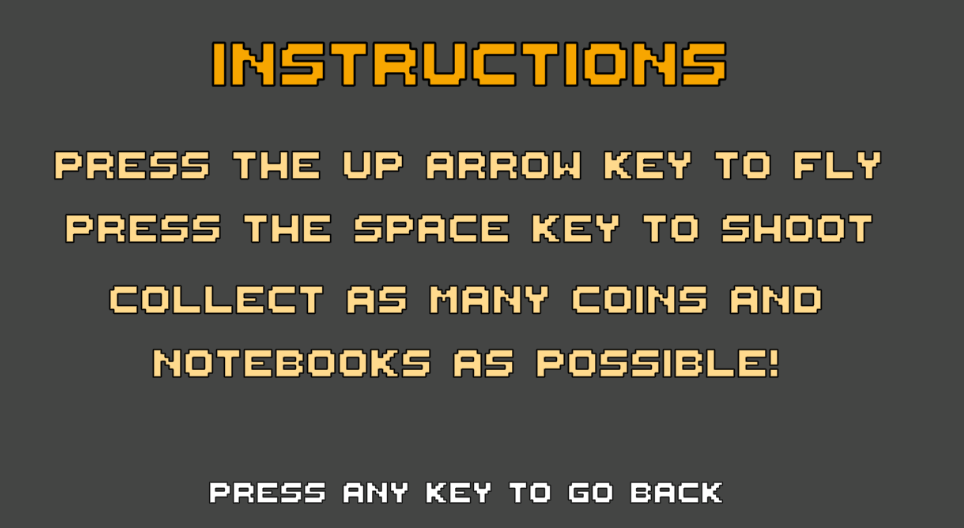 INSTRUCTIONS
PRESS THE UP ARROW KEY TO FLY
PRESS THE SPACE KEY TO SHOOT
COLLECT AS MANY COINS AND
NOTEBOOKS AS POSSIBLE!
PRESS ANY KEY TO GO BACK